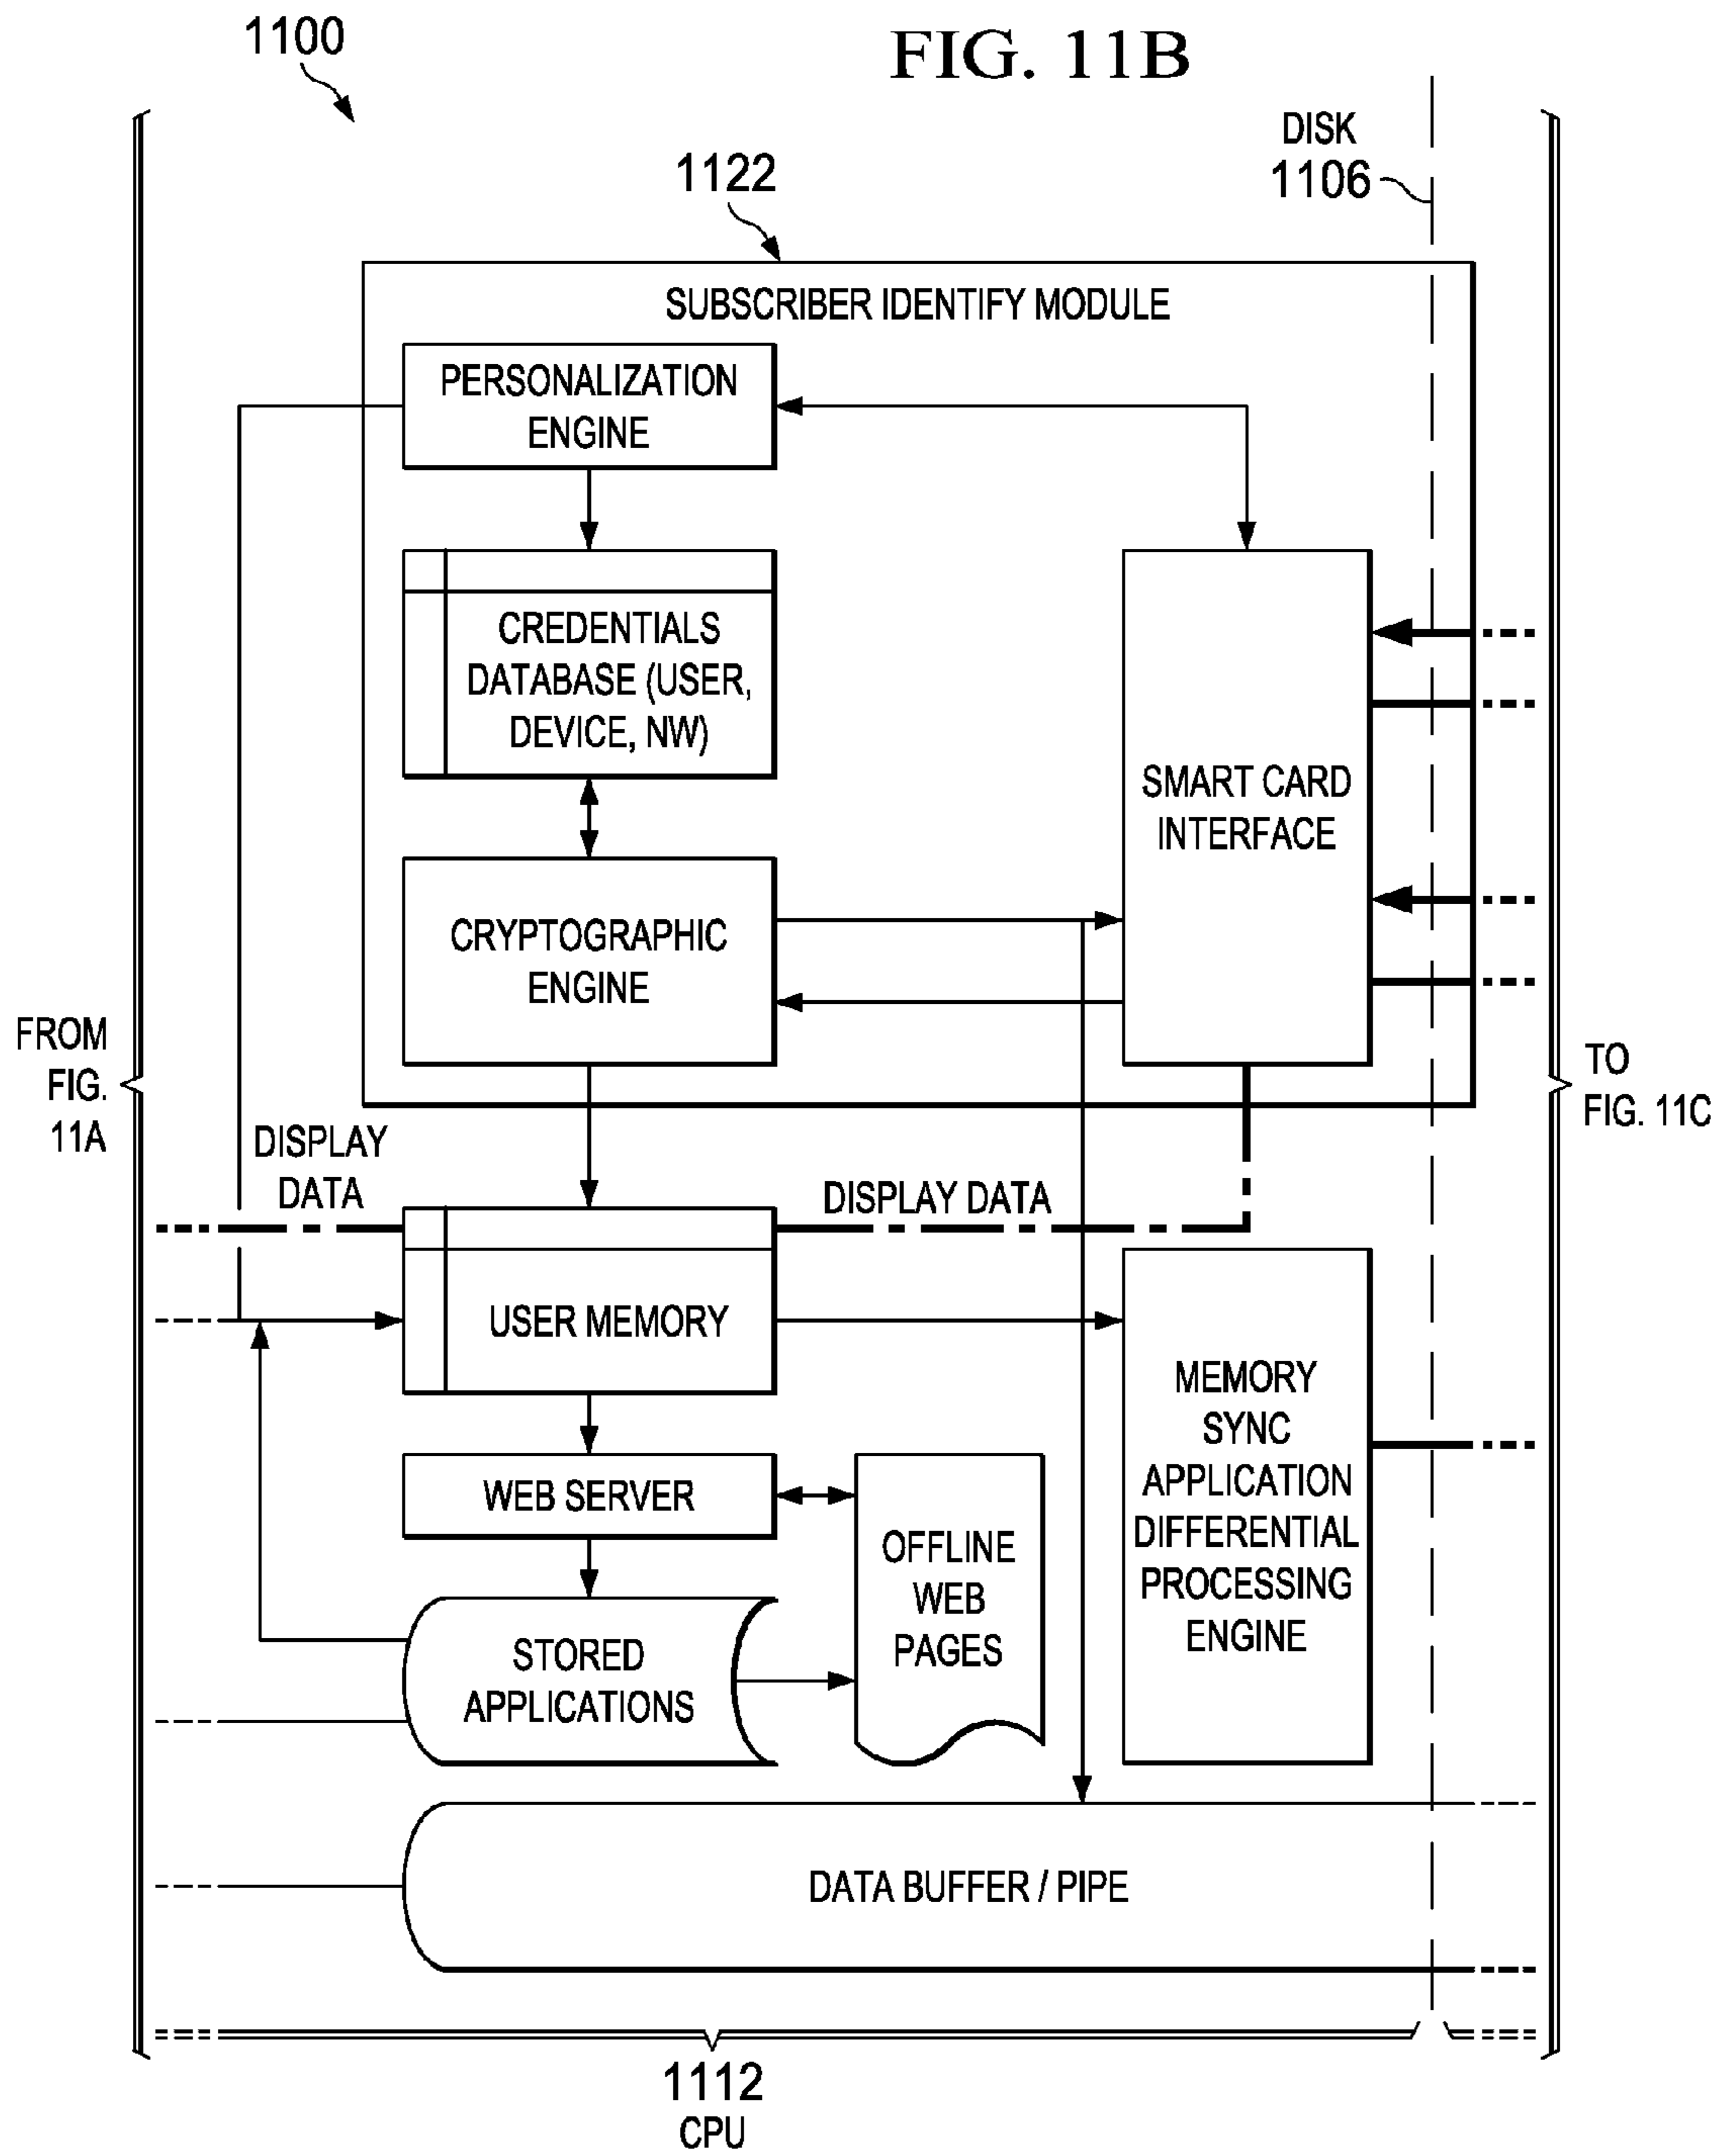 1100
FIG. 11B
DISK
1106
1122
SUBSCRIBER IDENTIFY MODULE
PERSONALIZATION
ENGINE
CREDENTIALS
DATABASE (USER,
DEVICE, NW)
SMART CARD
INTERFACE
CRYPTOGRAPHIC
ENGINE
FROM
FIG.
11A
TO
FIG. 11C
DISPLAY
DATA
DISPLAY DATA
USER MEMORY
MEMORY
SYNC
APPLICATION
DIFFERENTIAL
PROCESSING
ENGINE
WEB SERVER
OFFLINE
WEB
PAGES
STORED
APPLICATIONS
DATA BUFFER / PIPE
1112
CPU